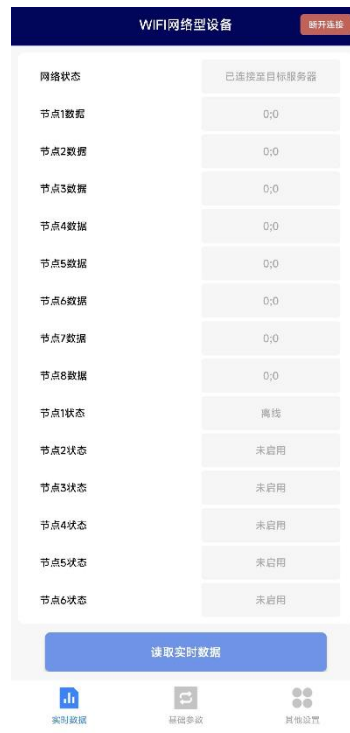 WIFI网络型设备 断开连接
网络状态 已连接至目标服务器
节点1数据 0;0
节点2数据 0;0
节点3数据 0;0
节点4数据 0;0
节点5数据 0;0
节点6数据 0;0
节点7数据 0;0
节点8数据 0;0
节点1状态 离线
节点2状态 未启用
节点3状态 未启用
节点4状态 未启用
节点5状态 未启用
节点6状态 未启用
读取实时数据
实时数据 基础参数 其他设置